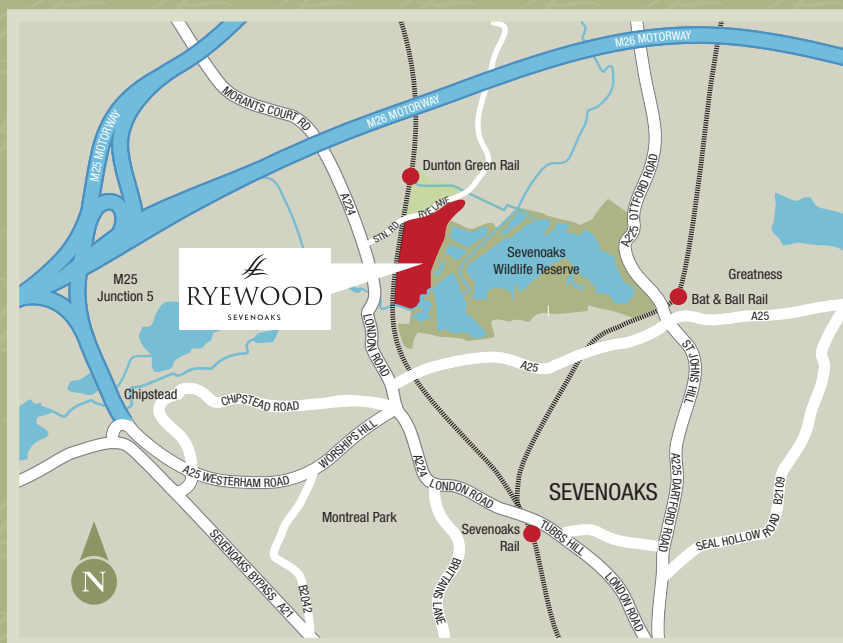 M26 MOTORWAY
MORANTS COURT RD
M26 MOTORWAY
M25 MOTORWAY
Dunton Green Rail
A224
RYE LANE
STN. RD
A225 OTTFORD ROAD
Sevenoaks
Wildlife Reserve
M25
Junction 5
RYEWOOD
SEVENOAKS
Greatness
Bat & Ball Rail
A25
LONDON ROAD
A25
ST JOHNS HILL
Chipstead
CHIPSTEAD ROAD
WORSHIPS HILL
A25 WESTERHAM ROAD
A224
LONDON ROAD
SEVENOAKS
A225 DARTFORD ROAD
B2109
SEAL HOLLOW ROAD
Montreal Park
Sevenoaks
Rail
TUBBS HILL
SEVENOAKS BYPASS A21
B2042
BRITTAINS LANE
LONDON ROAD
N